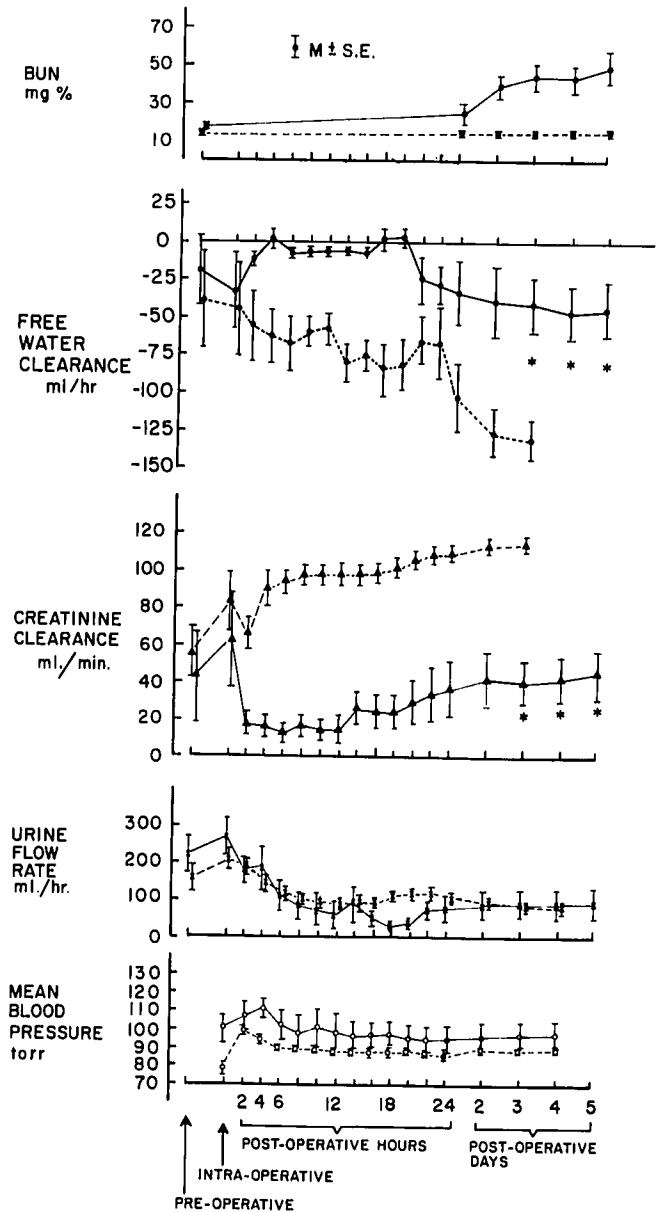 70
50
30
10
BUN
mg %
M ± S.E.
25
0
-25
-50
-75
-100
-125
-150
FREE
WATER
CLEARANCE
ml/hr
* * *
120
100
80
60
40
20
0
CREATININE
CLEARANCE
ml./min.
* * *
300
200
100
0
URINE
FLOW
RATE
ml./hr.
130
120
110
100
90
80
70
MEAN
BLOOD
PRESSURE
torr
2 4 6 12 18 24 2 3 4 5
POST-OPERATIVE HOURS
POST-OPERATIVE
DAYS
INTRA-OPERATIVE
PRE-OPERATIVE